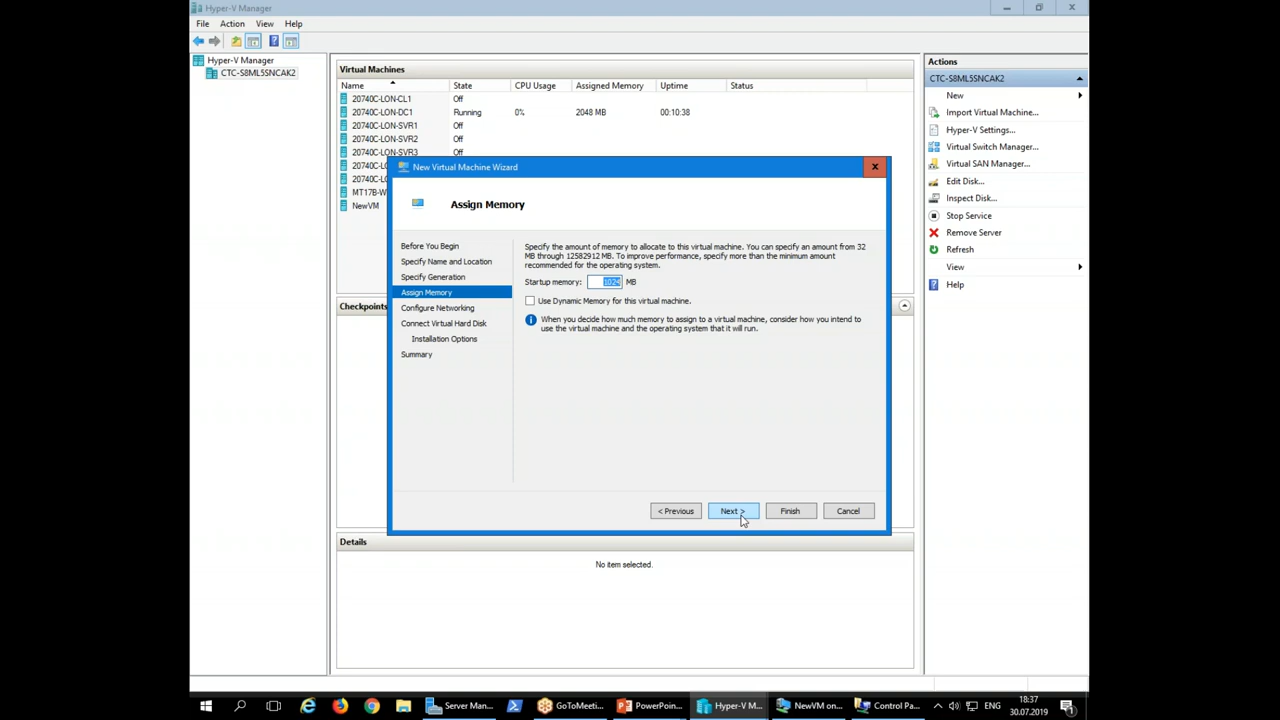 Hyper-V Manager
File Action View Help
Hyper-V Manager
CTC-S8ML5SNCAK2
Virtual Machines
Name State CPU Usage Assigned Memory Uptime Status
20740C-LON-CL1 Off
20740C-LON-DC1 Running 0% 2048 MB 00:10:38
20740C-LON-SVR1 Off
20740C-LON-SVR2 Off
20740C-LON-SVR3 Off
20740C-LO
20740C-LO
MT17B-W
NewVM
Checkpoints
Details
No item selected.
New Virtual Machine Wizard
Assign Memory
Before You Begin
Specify Name and Location
Specify Generation
Assign Memory
Configure Networking
Connect Virtual Hard Disk
Installation Options
Summary
Specify the amount of memory to allocate to this virtual machine. You can specify an amount from 32
MB through 12582912 MB. To improve performance, specify more than the minimum amount
recommended for the operating system.
Startup memory: 1024 MB
Use Dynamic Memory for this virtual machine.
When you decide how much memory to assign to a virtual machine, consider how you intend to
use the virtual machine and the operating system that it will run.
< Previous Next > Finish Cancel
Actions
CTC-S8ML5SNCAK2
New
Import Virtual Machine...
Hyper-V Settings...
Virtual Switch Manager...
Virtual SAN Manager...
Edit Disk...
Inspect Disk...
Stop Service
Remove Server
Refresh
View
Help
Server Man... GoToMeeti... PowerPoin... Hyper-V M... NewVM on... Control Pa... ENG 18:37
30.07.2019